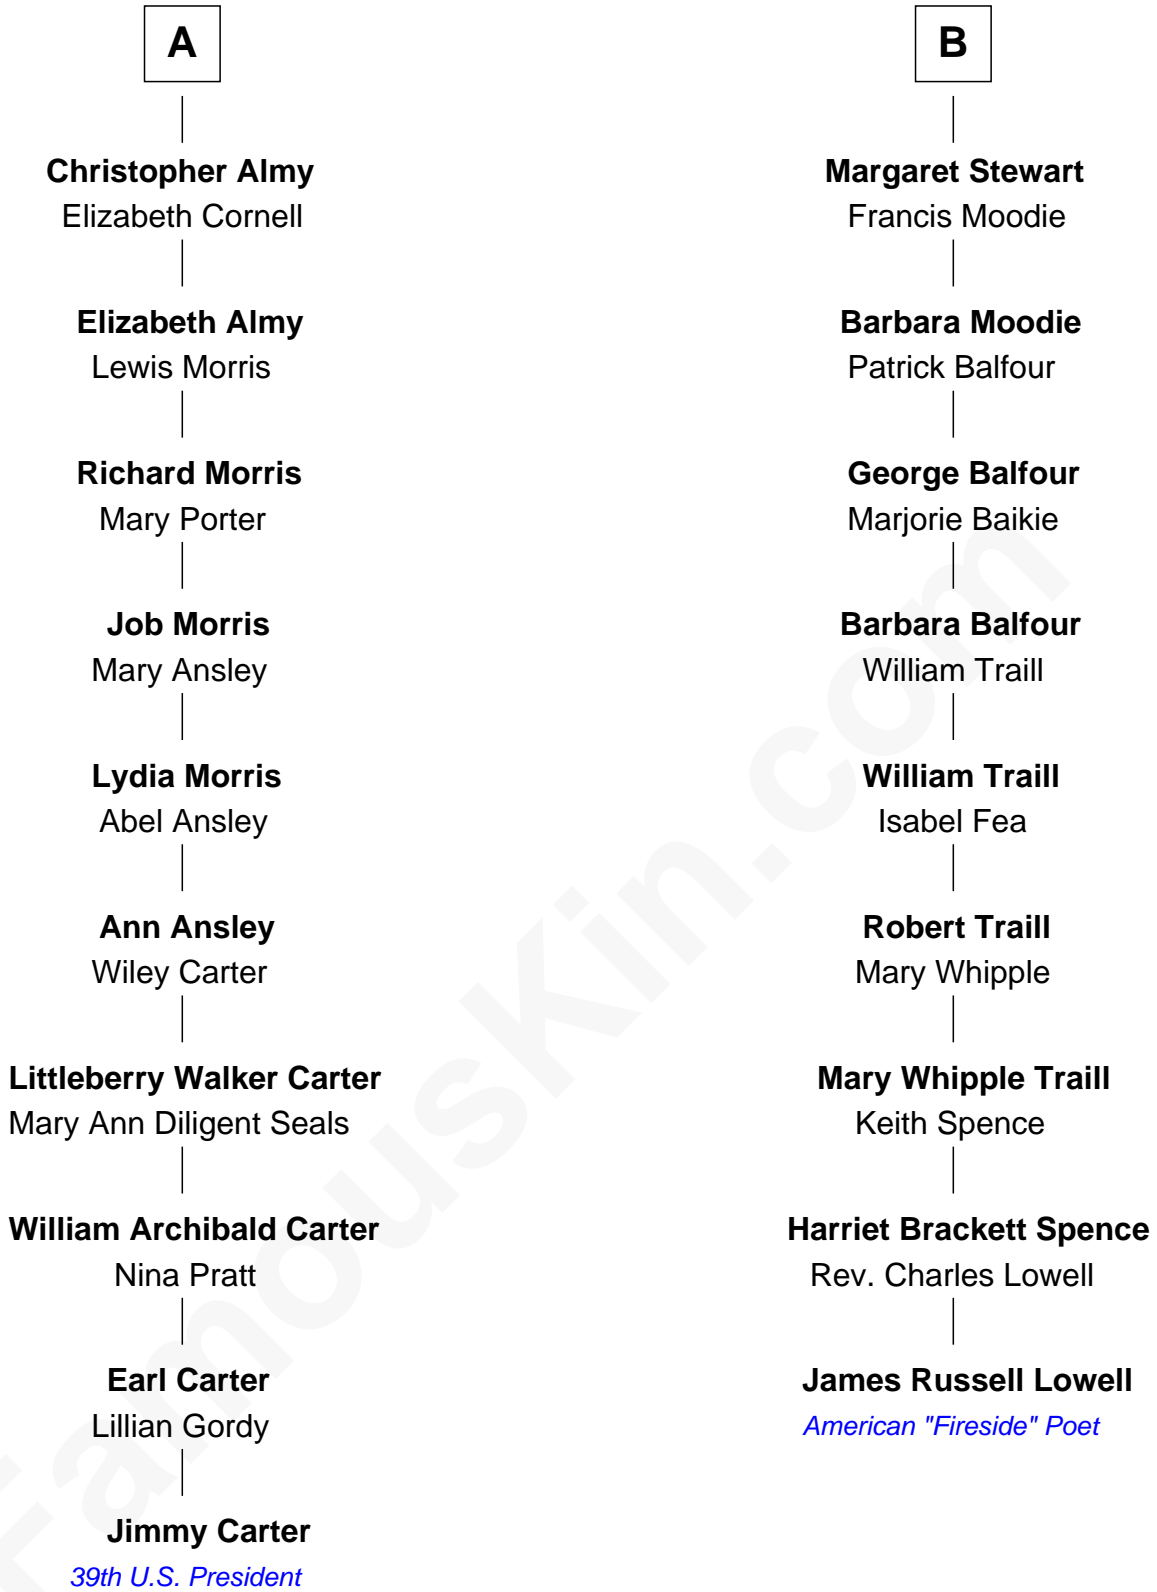 A
Christopher Almy
Elizabeth Cornell
Elizabeth Almy
Lewis Morris
Richard Morris
Mary Porter
Job Morris
Mary Ansley
Lydia Morris
Abel Ansley
Ann Ansley
Wiley Carter
Littleberry Walker Carter
Mary Ann Diligent Seals
William Archibald Carter
Nina Pratt
Earl Carter
Lillian Gordy
Jimmy Carter
39th U.S. President
B
Margaret Stewart
Francis Moodie
Barbara Moodie
Patrick Balfour
George Balfour
Marjorie Baikie
Barbara Balfour
William Traill
William Traill
Isabel Fea
Robert Traill
Mary Whipple
Mary Whipple Traill
Keith Spence
Harriet Brackett Spence
Rev. Charles Lowell
James Russell Lowell
American "Fireside" Poet
FamousKin.com